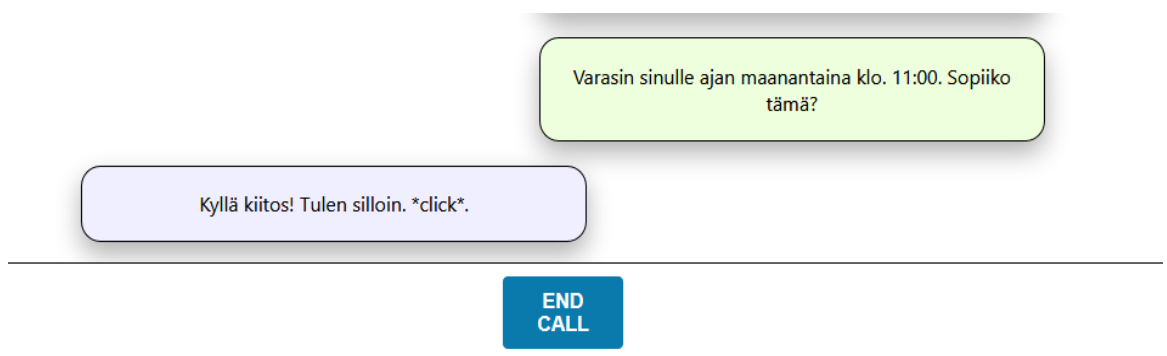 Varasin sinulle ajan maanantaina klo. 11:00. Sopiiko
tämä?
Kyllä kiitos! Tulen silloin. *click*.
END
CALL